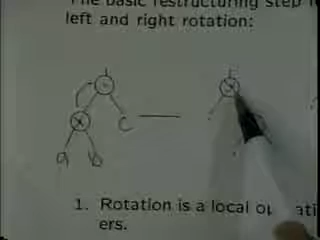 The basic restructuring step
left and right rotation:
x
x
c
a
b
1. Rotation is a local
ers.